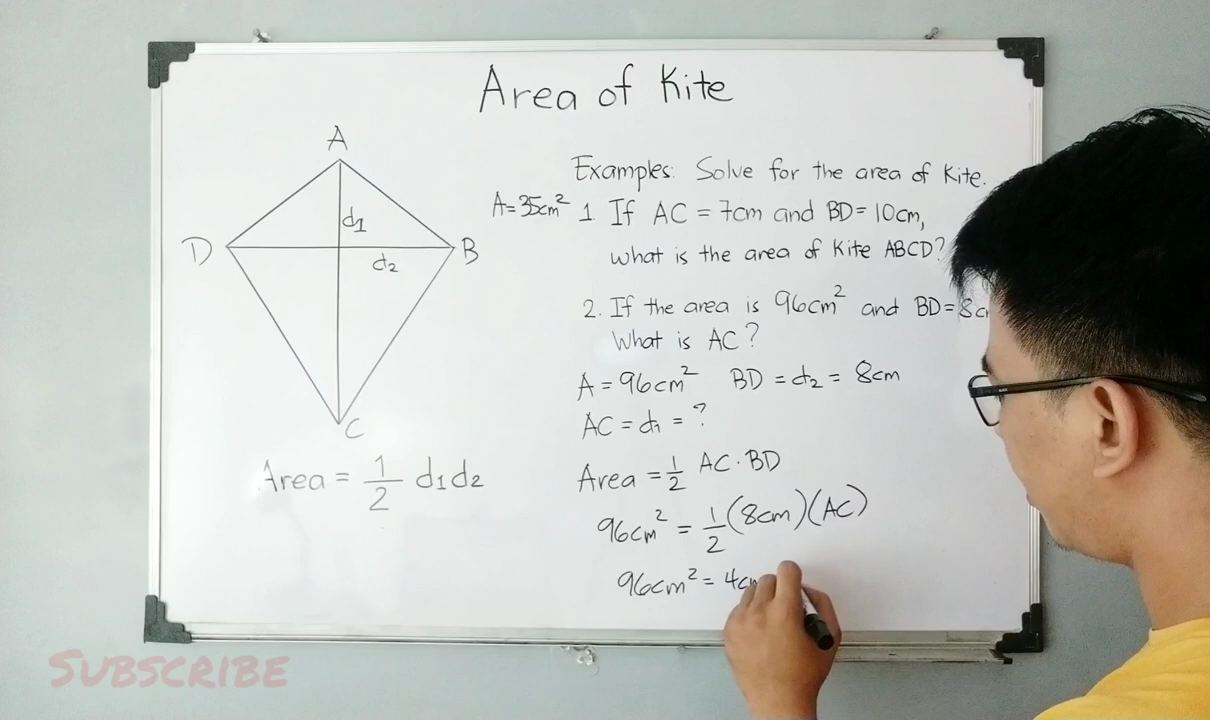 Area of Kite
A
d1
D
B
d2
C
Area = 1/2 d1d2
Examples: Solve for the area of Kite.
A=35cm² 1. If AC = 7cm and BD= 10cm,
what is the area of Kite ABCD?
2. If the area is 96cm² and BD=8c
What is AC?
A = 96cm² BD = d2 = 8cm
AC = d1 = ?
Area = 1/2 AC·BD
96cm² = 1/2 (8cm)(AC)
96cm² = 4cm
SUBSCRIBE